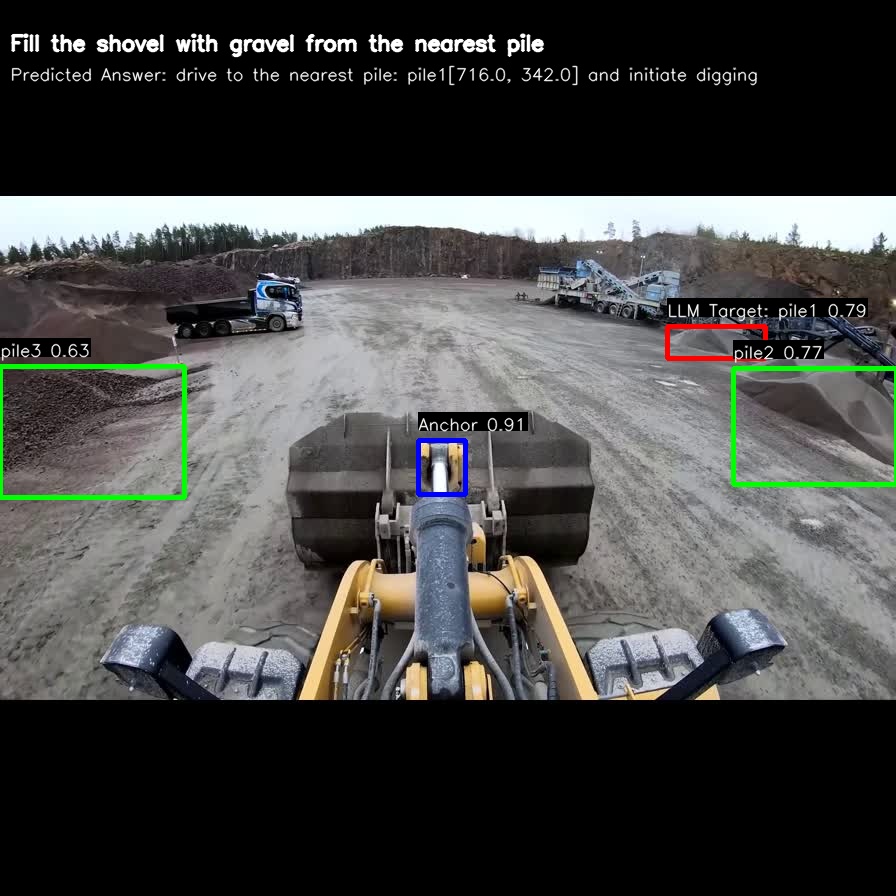 Fill the shovel with gravel from the nearest pile
Predicted Answer: drive to the nearest pile: pile1[716.0, 342.0] and initiate digging
LLM Target: pile1 0.79
pile3 0.63
pile2 0.77
Anchor 0.91